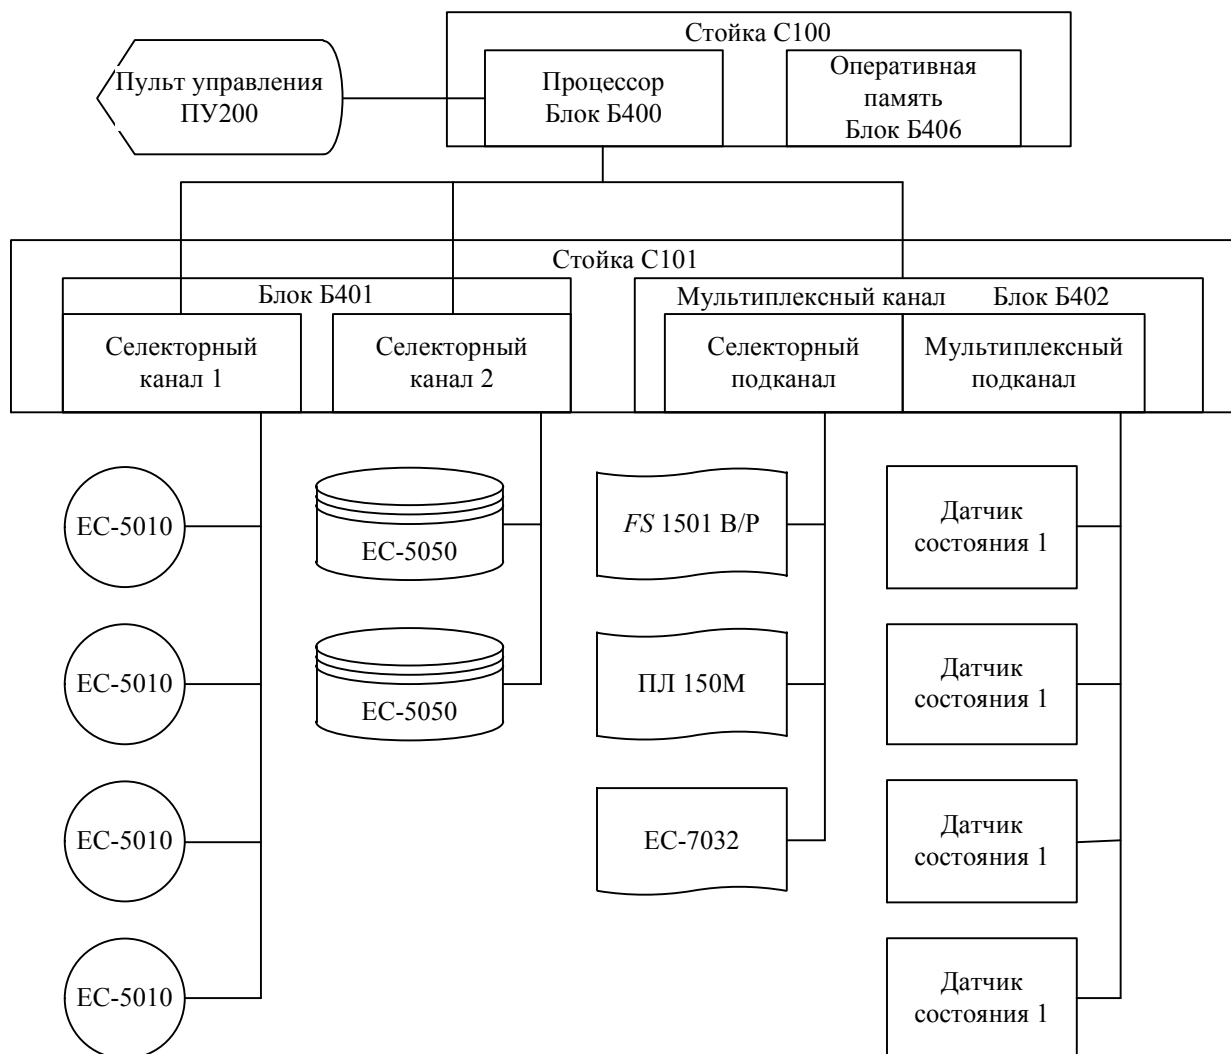 Стойка С100
Пульт управления
ПУ200
Процессор
Блок Б400
Оперативная
память
Блок Б406
Стойка С101
Блок Б401
Мультиплексный канал Блок Б402
Селекторный
канал 1
Селекторный
канал 2
Селекторный
подканал
Мультиплексный
подканал
ЕС-5010
ЕС-5050
FS 1501 В/Р
Датчик
состояния 1
ЕС-5010
ЕС-5050
ПЛ 150М
Датчик
состояния 1
ЕС-5010
ЕС-7032
Датчик
состояния 1
ЕС-5010
Датчик
состояния 1